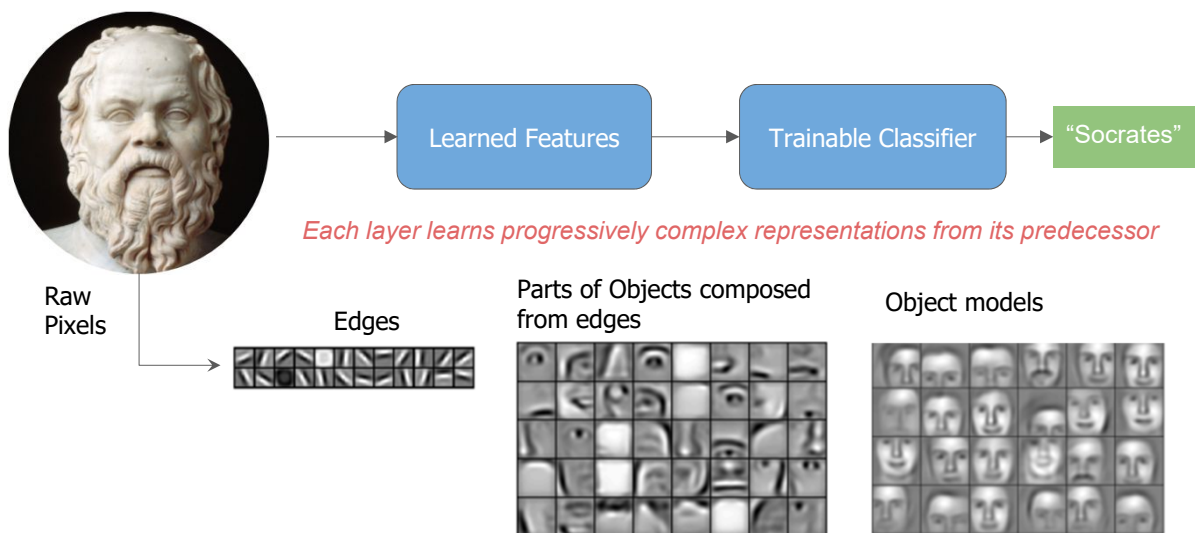 Learned Features
Trainable Classifier
“Socrates”
Each layer learns progressively complex representations from its predecessor
Raw
Pixels
Edges
Parts of Objects composed
from edges
Object models